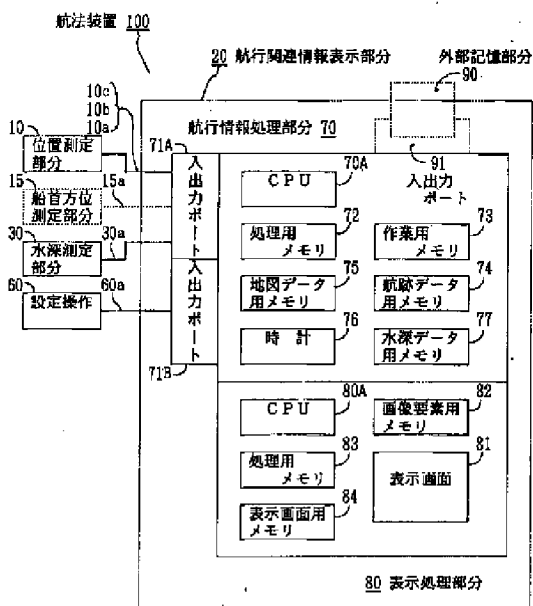 航法装置 100
20 航行関連情報表示部分
外部記憶部分
90
10c
10b
10a
航行情報処理部分 70
10
位置測定
部分
71A
15
15a
船首方位
測定部分
30
30a
水深測定
部分
60
60a
設定操作
入出力ポート
入出力ポート
71B
91
入出力
ポート
CPU
70A
処理用
メモリ
72
作業用
メモリ
73
地図データ
用メモリ
75
航跡データ
用メモリ
74
時計
76
水深データ
用メモリ
77
CPU
80A
画像要素用
メモリ
82
処理用
メモリ
83
表示画面
81
表示画面用
メモリ
84
80 表示処理部分